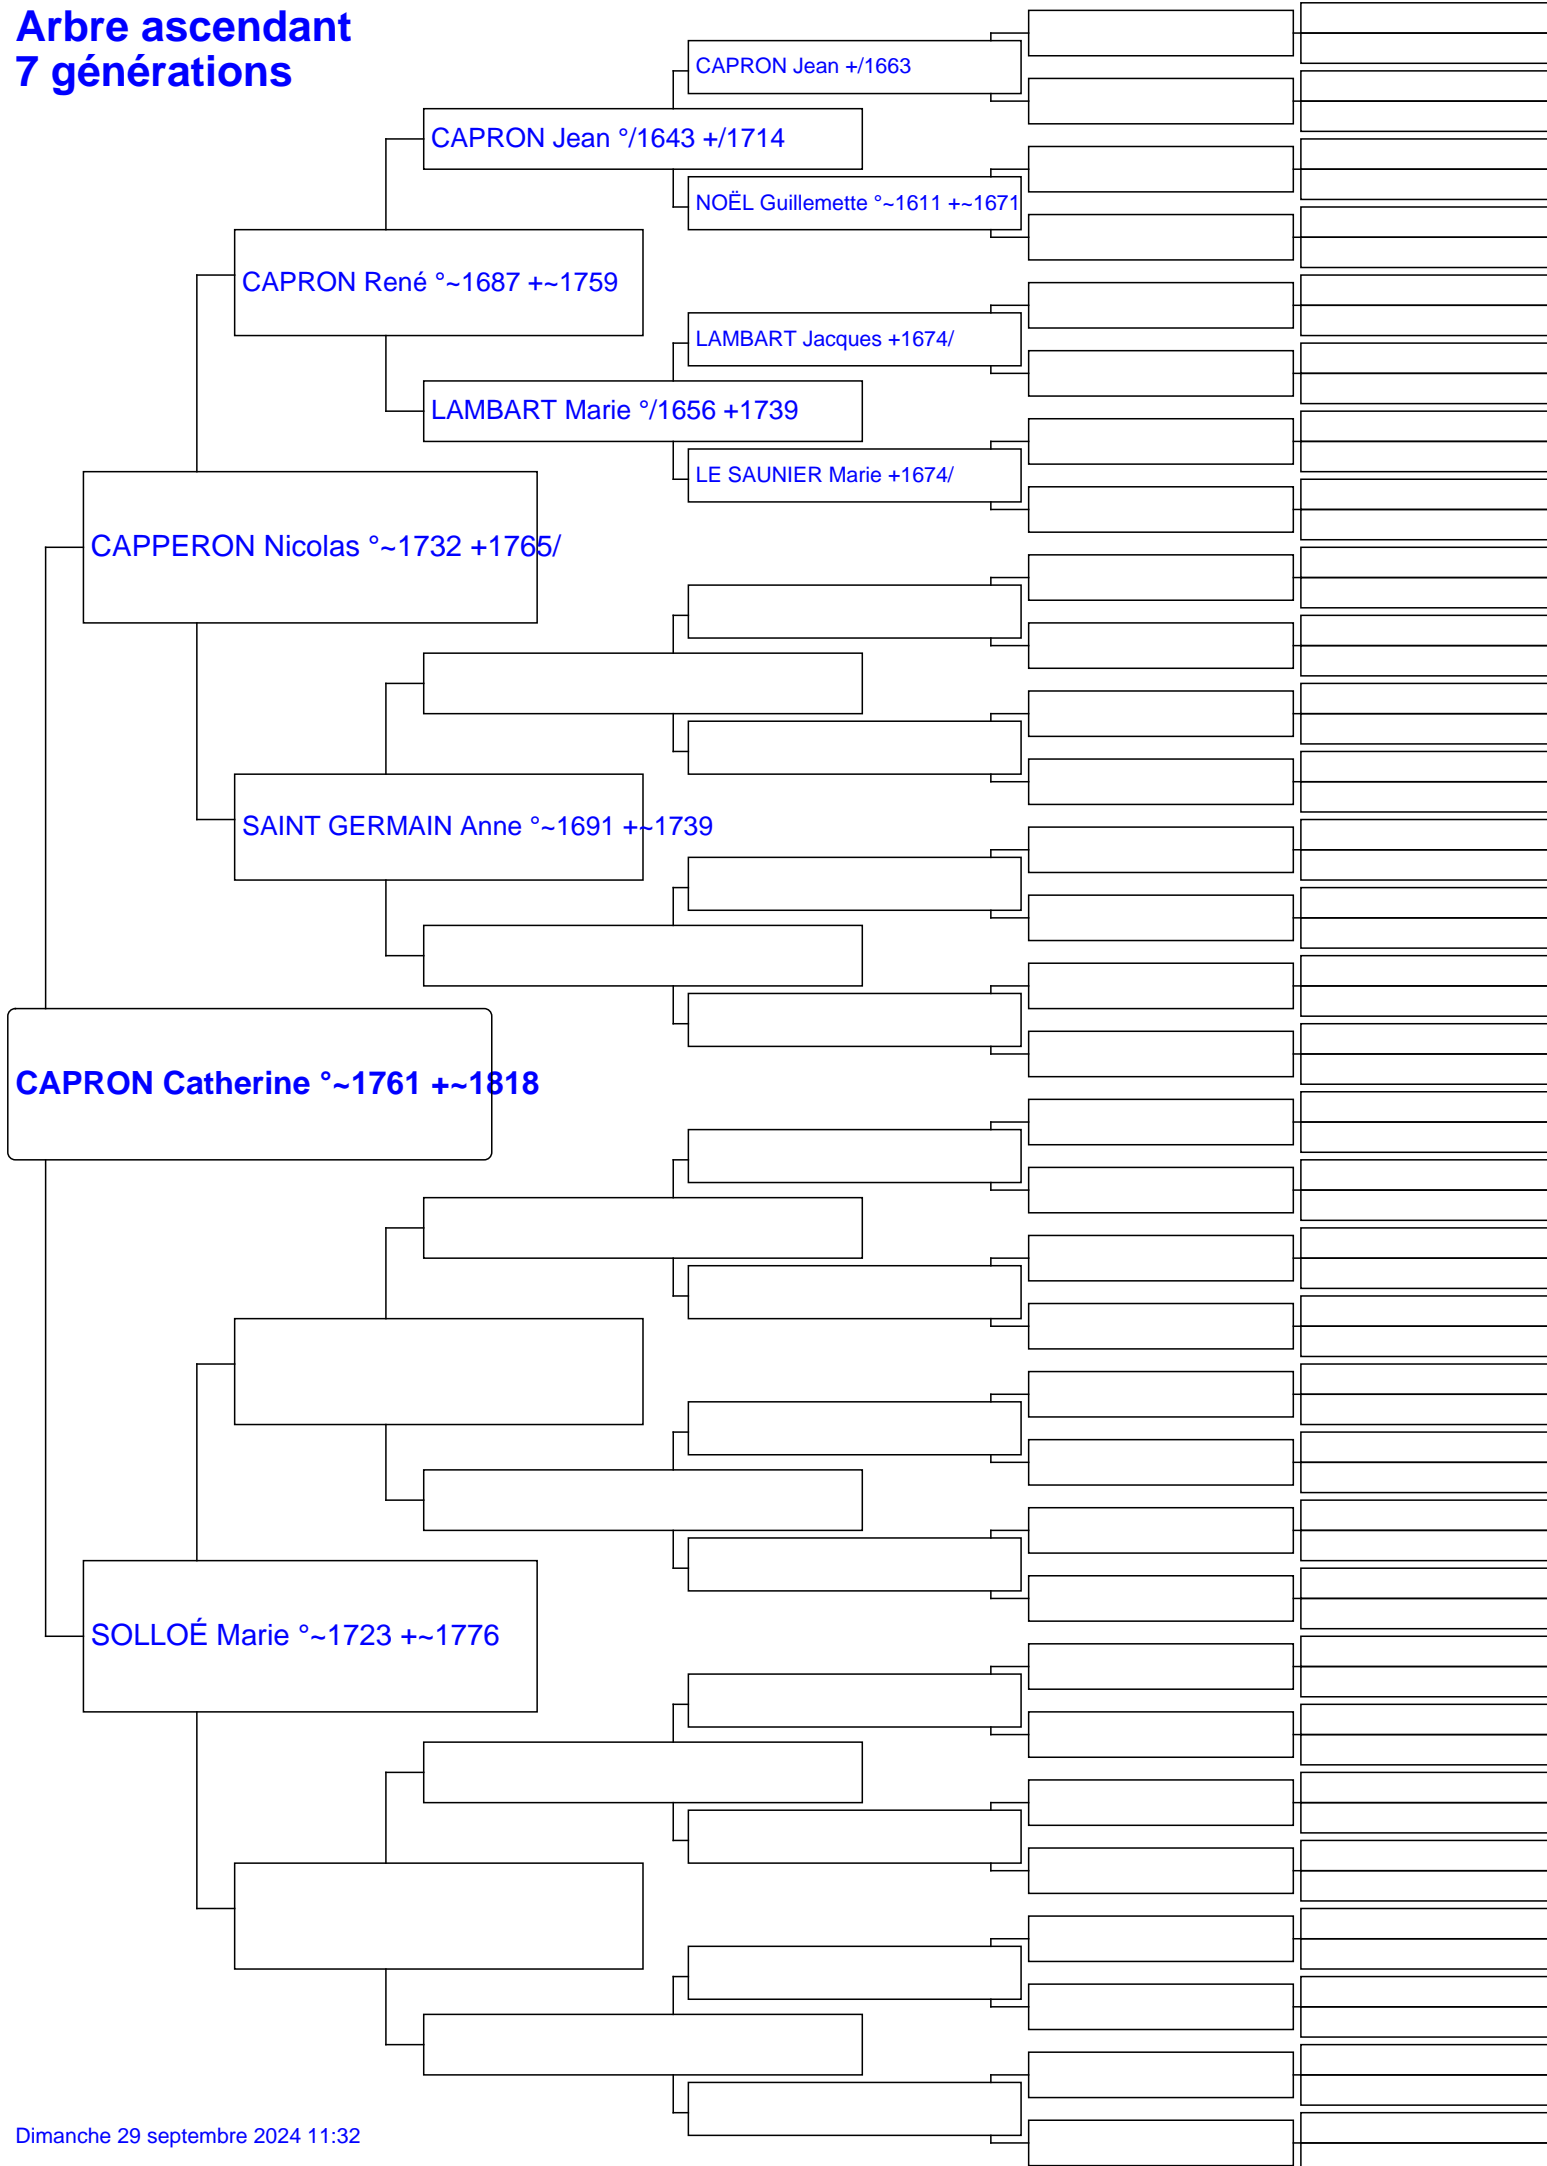 Arbre ascendant
7 générations
CAPRON Jean +/1663
CAPRON Jean °/1643 +/1714
NOËL Guillemette °~1611 +~1671
CAPRON René °~1687 +~1759
LAMBART Jacques +1674/
LAMBART Marie °/1656 +1739
LE SAUNIER Marie +1674/
CAPPERON Nicolas °~1732 +1765/
SAINT GERMAIN Anne °~1691 +~1739
CAPRON Catherine °~1761 +~1818
SOLLOÉ Marie °~1723 +~1776
Dimanche 29 septembre 2024 11:32